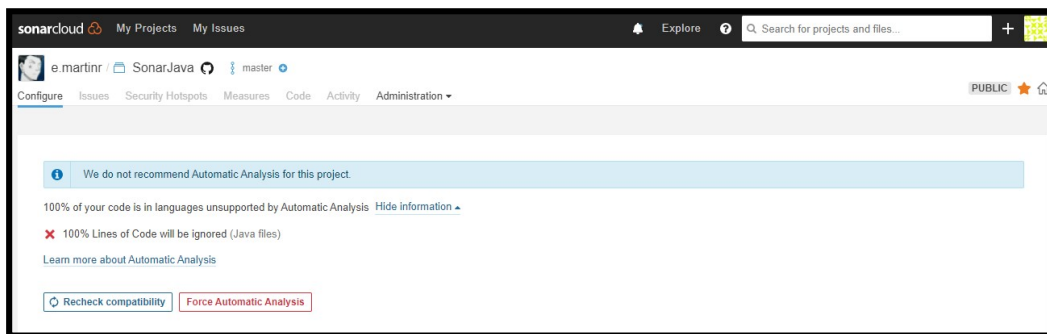 sonarcloud My Projects My Issues Explore ? Search for projects and files... +
e.martinr / SonarJava master
Configure Issues Security Hotspots Measures Code Activity Administration PUBLIC
We do not recommend Automatic Analysis for this project.
100% of your code is in languages unsupported by Automatic Analysis Hide information
100% Lines of Code will be ignored (Java files)
Learn more about Automatic Analysis
Recheck compatibility Force Automatic Analysis